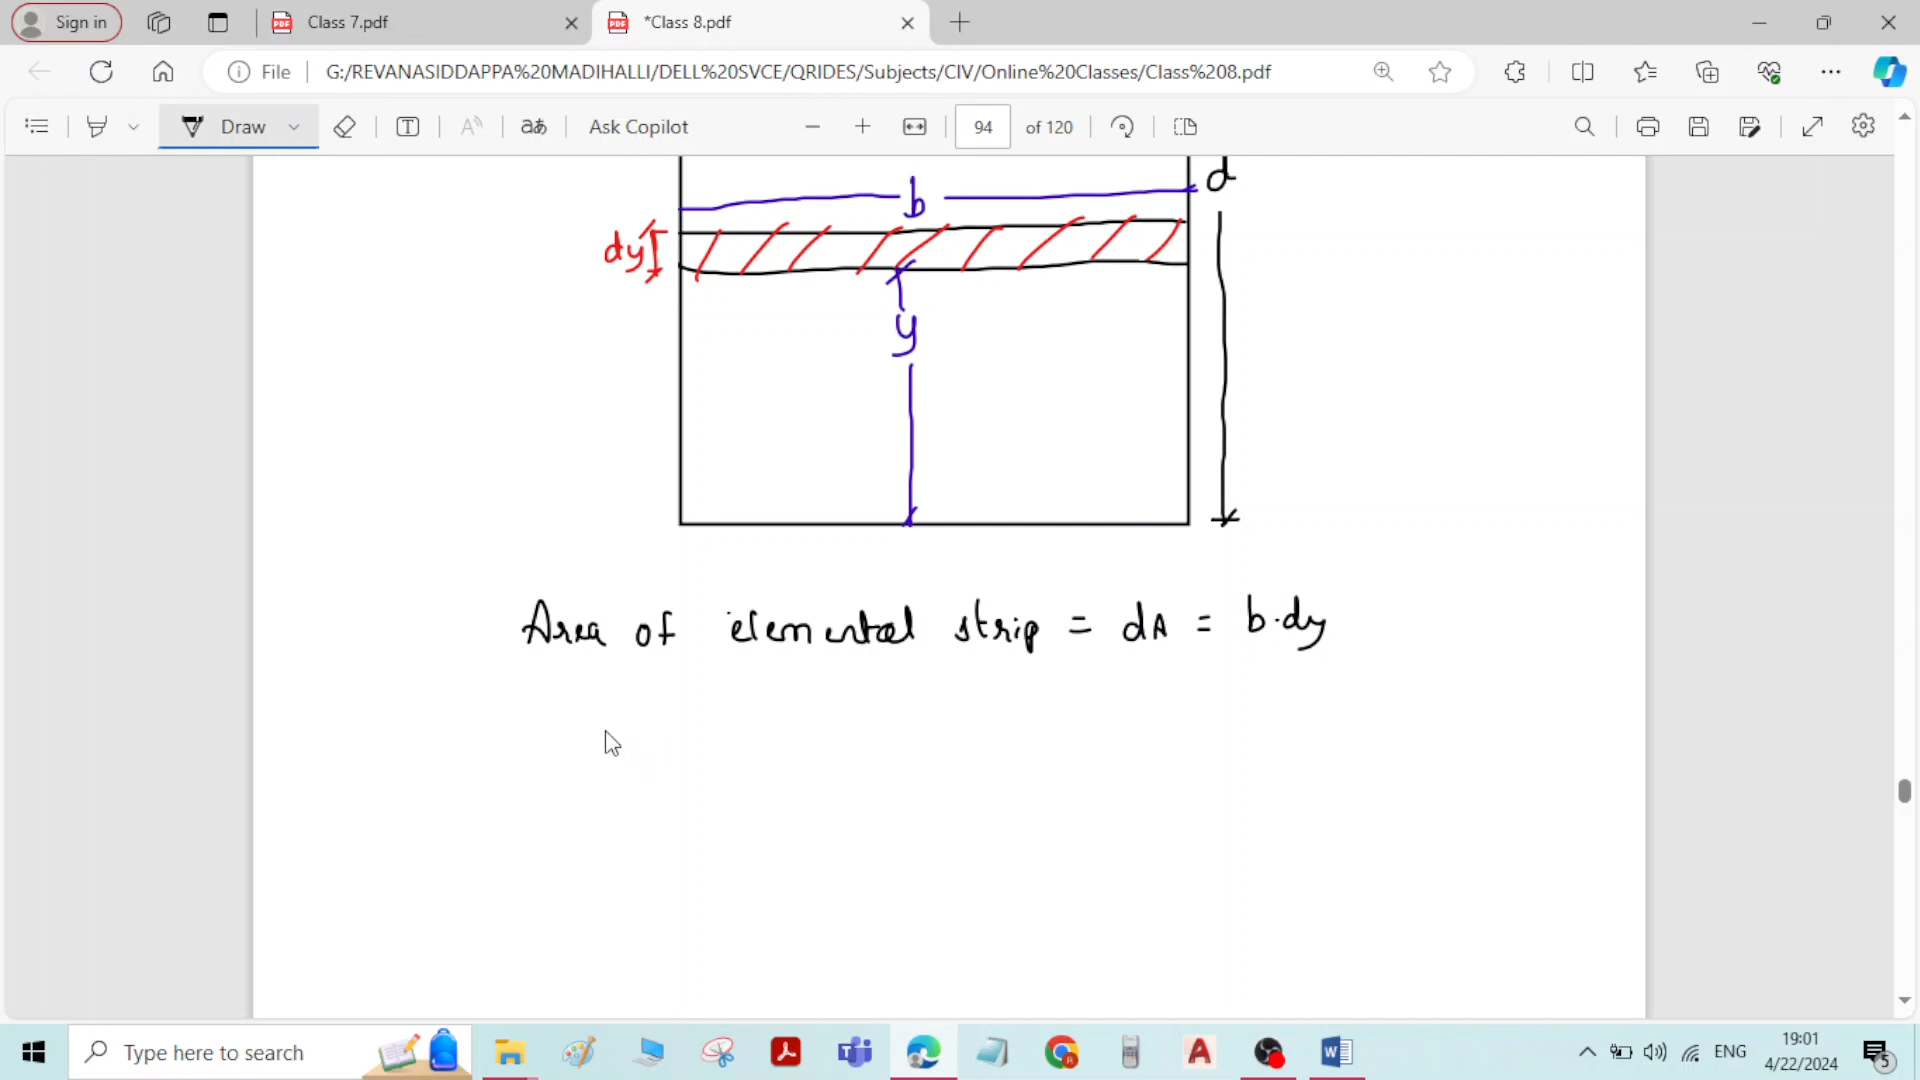 Sign in
Class 7.pdf
*Class 8.pdf
File
G:/REVANASIDDAPPA%20MADIHALLI/DELL%20SVCE/QRIDES/Subjects/CIV/Online%20Classes/Class%208.pdf
Draw
Ask Copilot
94 of 120
d
b
dy
y
Area of elemental strip = dA = b.dy
Type here to search
ENG
19:01
4/22/2024
5